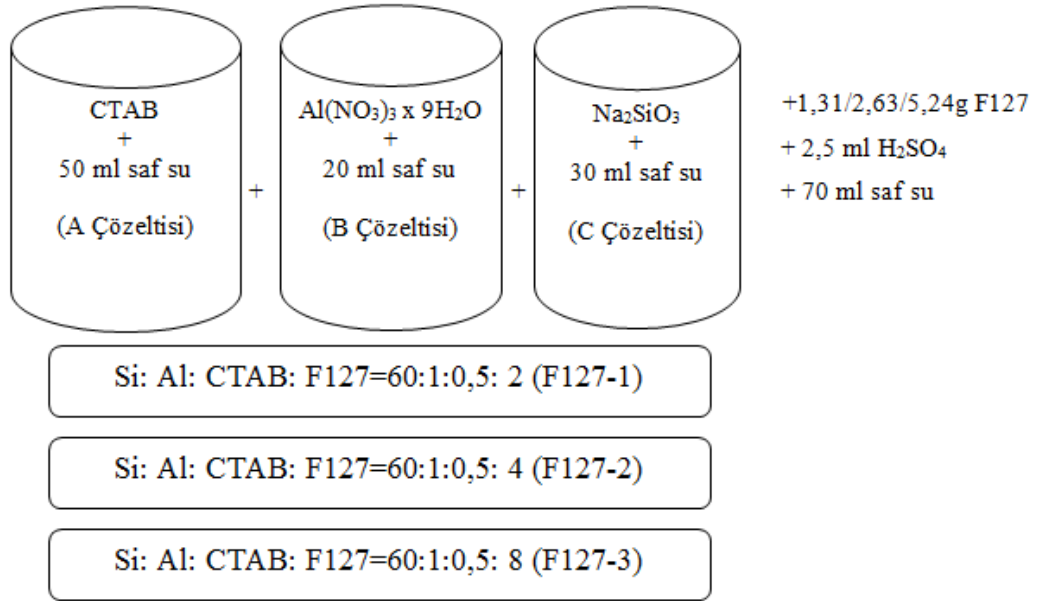 CTAB
+
50 ml saf su
(A Çözeltisi)
+
Al(NO₃)₃ x 9H₂O
+
20 ml saf su
(B Çözeltisi)
+
Na₂SiO₃
+
30 ml saf su
(C Çözeltisi)
+1,31/2,63/5,24g F127
+ 2,5 ml H₂SO₄
+ 70 ml saf su
Si: Al: CTAB: F127=60:1:0,5: 2 (F127-1)
Si: Al: CTAB: F127=60:1:0,5: 4 (F127-2)
Si: Al: CTAB: F127=60:1:0,5: 8 (F127-3)